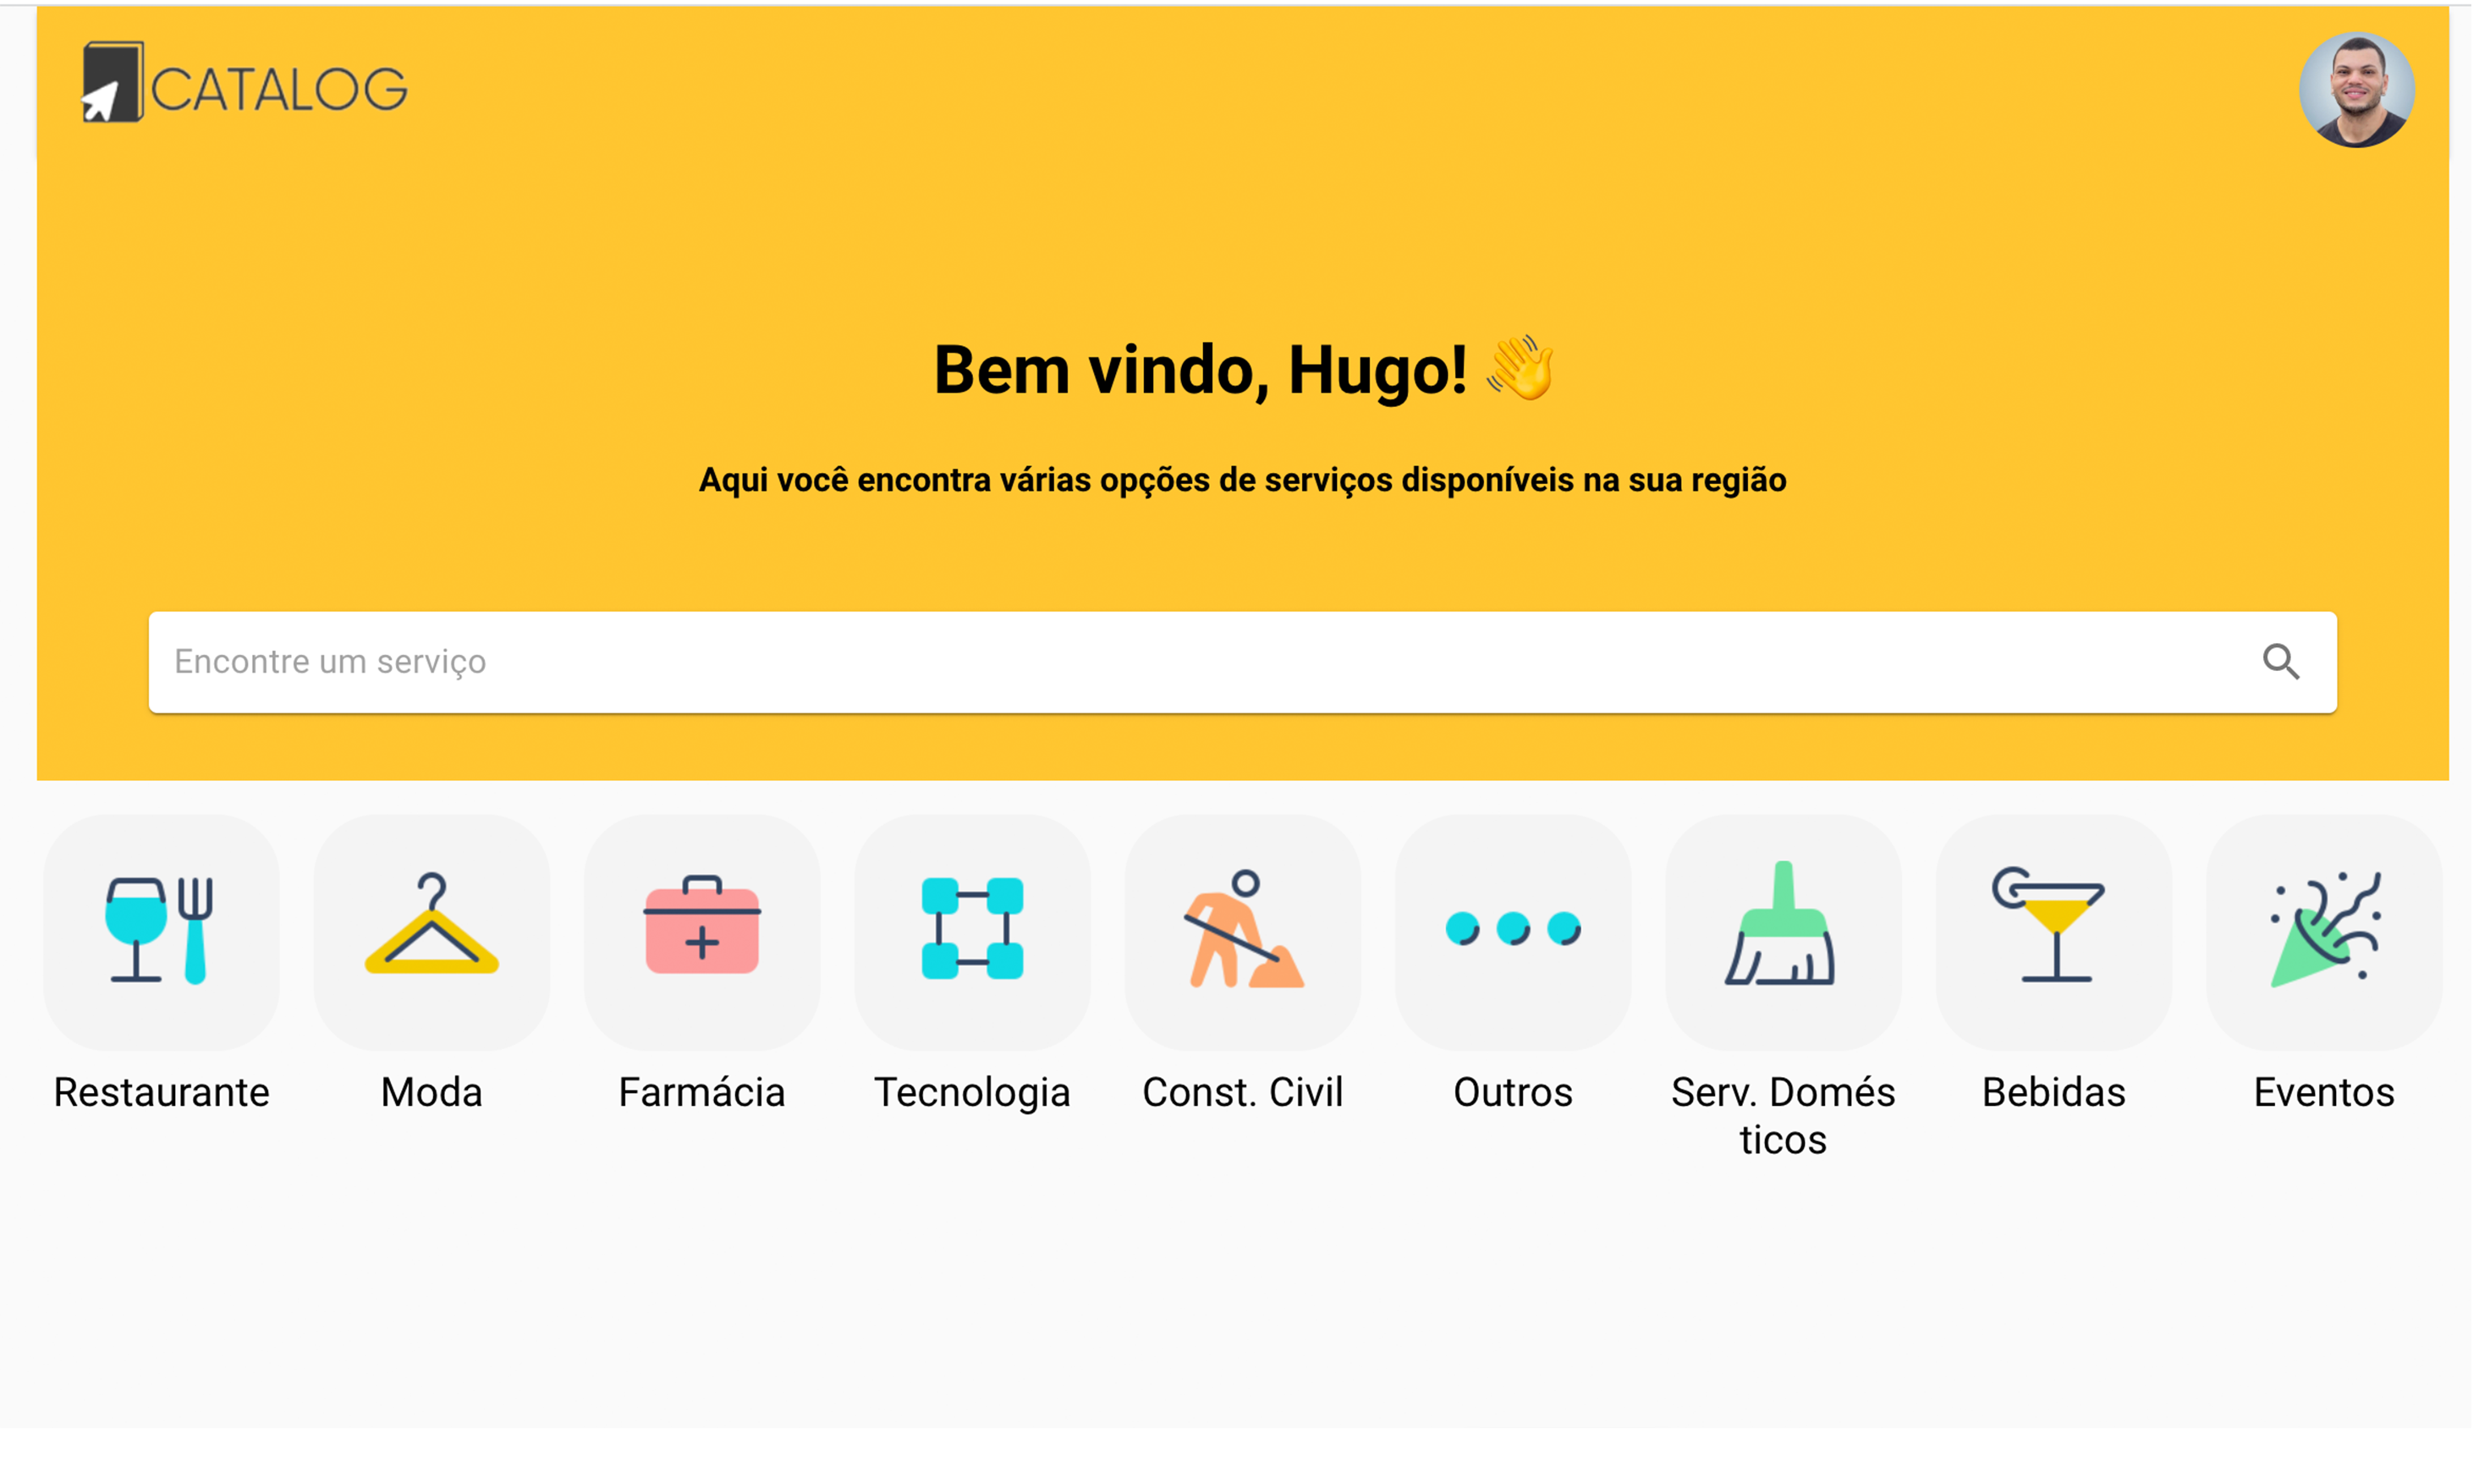 CATALOG
Bem vindo, Hugo! 👋
Aqui você encontra várias opções de serviços disponíveis na sua região
Encontre um serviço
Restaurante
Moda
Farmácia
Tecnologia
Const. Civil
Outros
Serv. Domés
ticos
Bebidas
Eventos